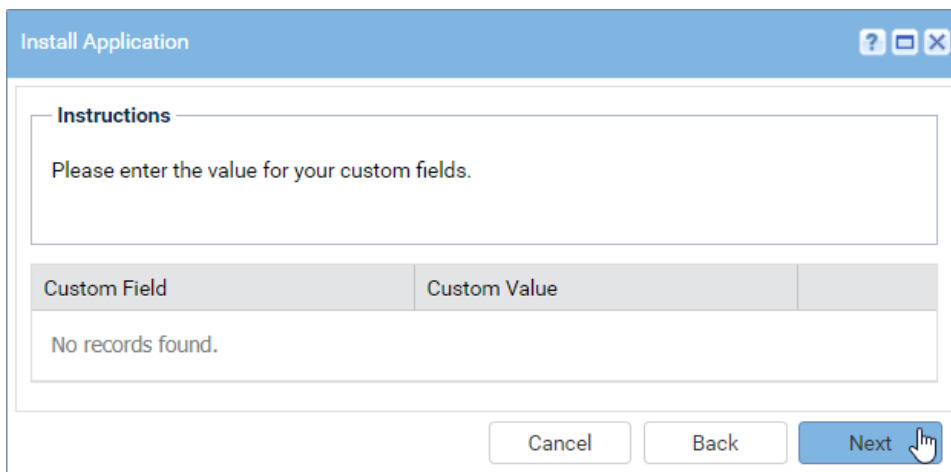 Install Application
?
Instructions
Please enter the value for your custom fields.
Custom Field Custom Value
No records found.
Cancel Back Next